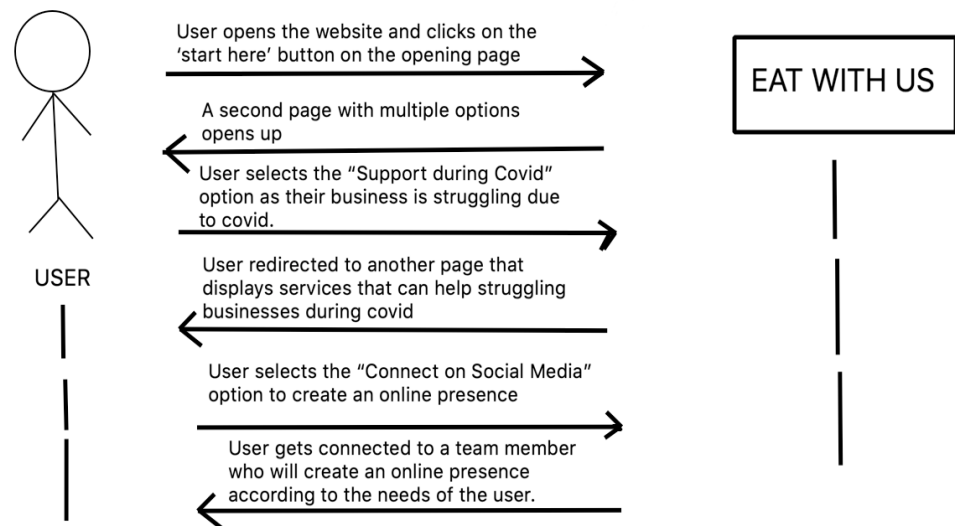 User opens the website and clicks on the
‘start here’ button on the opening page
EAT WITH US
A second page with multiple options
opens up
User selects the “Support during Covid”
option as their business is struggling due
to covid.
USER
User redirected to another page that
displays services that can help struggling
businesses during covid
User selects the “Connect on Social Media”
option to create an online presence
User gets connected to a team member
who will create an online presence
according to the needs of the user.